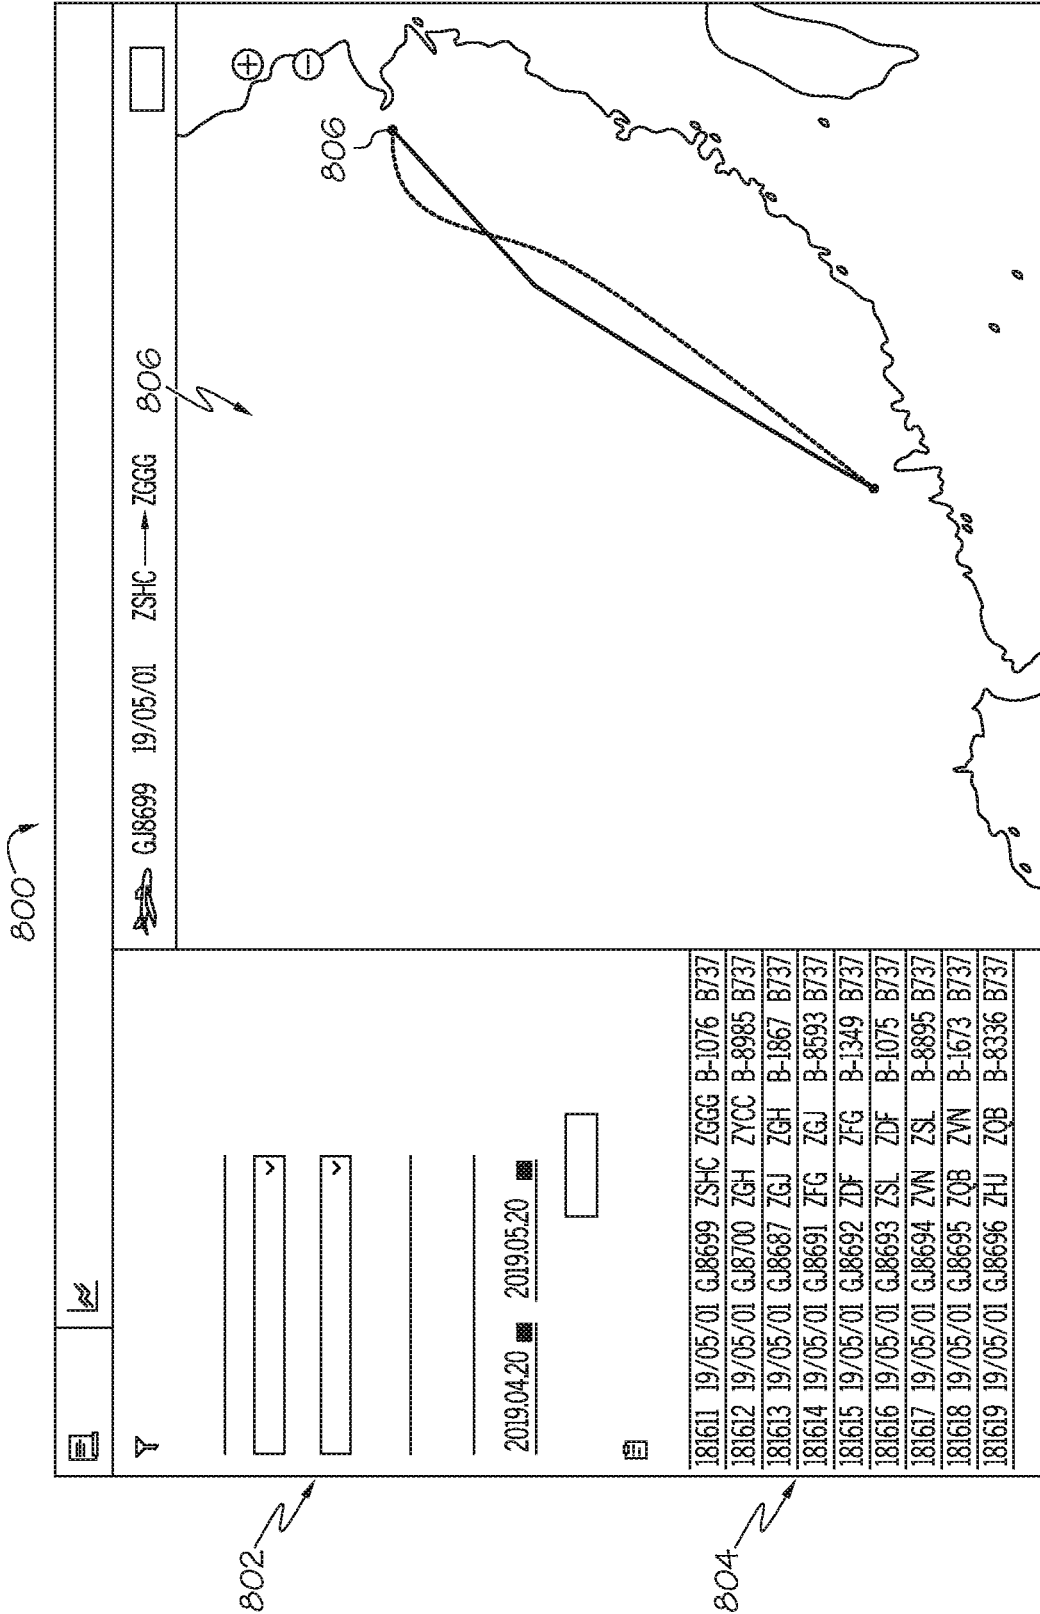 800
GJ8699 19/05/01 ZSHC ZGGG
806
806
802
2019.04.20 2019.05.20
804
181611 19/05/01 GJ8699 ZSHC ZGGG B-1076 B737
181612 19/05/01 GJ8700 ZGH ZYCC B-8985 B737
181613 19/05/01 GJ8687 ZGJ ZGH B-1867 B737
181614 19/05/01 GJ8691 ZFG ZGJ B-8593 B737
181615 19/05/01 GJ8692 ZDF ZFG B-1349 B737
181616 19/05/01 GJ8693 ZSL ZDF B-1075 B737
181617 19/05/01 GJ8694 ZVN ZSL B-8895 B737
181618 19/05/01 GJ8695 ZQB ZVN B-1673 B737
181619 19/05/01 GJ8696 ZHJ ZQB B-8336 B737